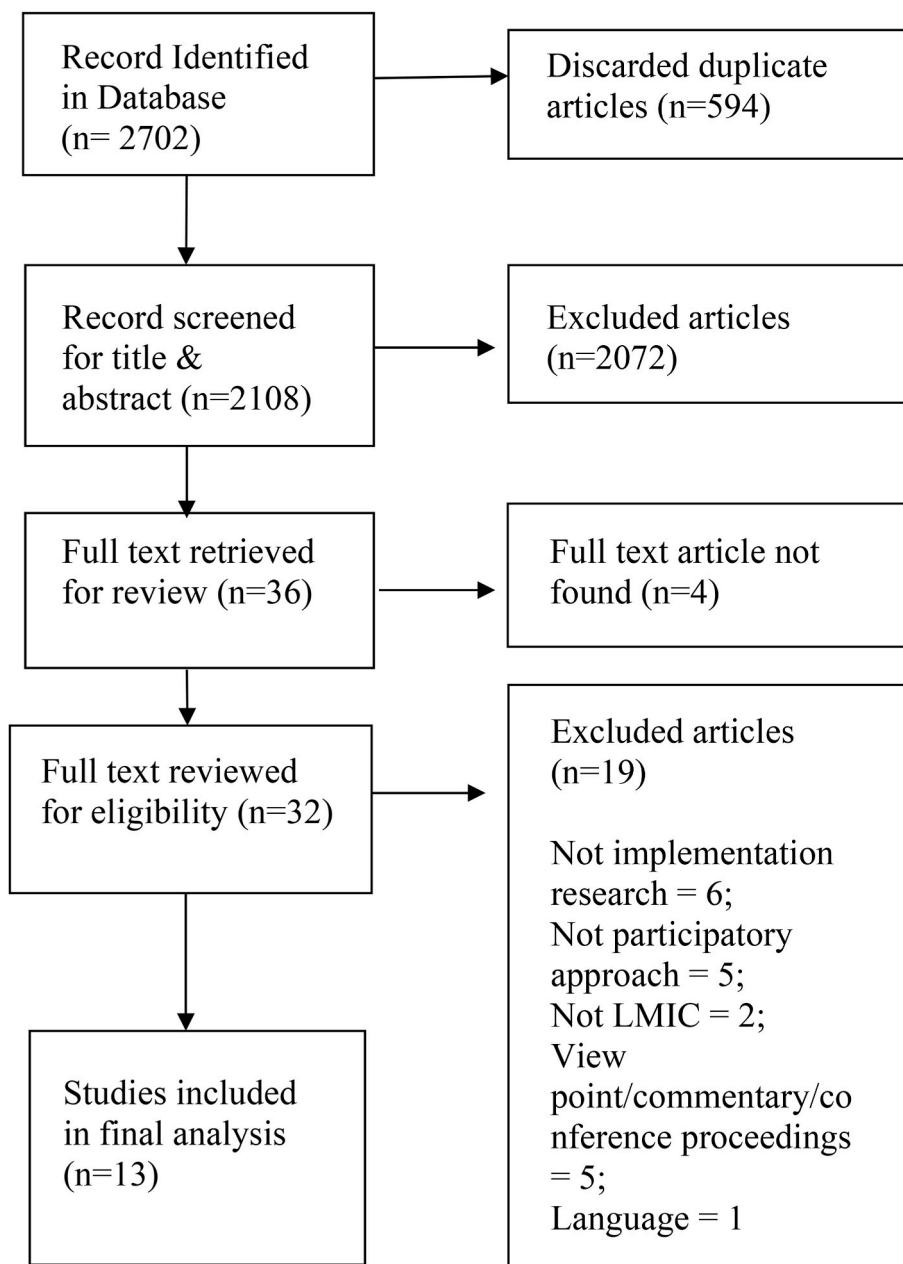 Record Identified
in Database
(n= 2702)
Discarded duplicate
articles (n=594)
Record screened
for title &
abstract (n=2108)
Excluded articles
(n=2072)
Full text retrieved
for review (n=36)
Full text article not
found (n=4)
Full text reviewed
for eligibility (n=32)
Excluded articles
(n=19)
Not implementation
research = 6;
Not participatory
approach = 5;
Not LMIC = 2;
View
point/commentary/co
nference proceedings
= 5;
Language = 1
Studies included
in final analysis
(n=13)